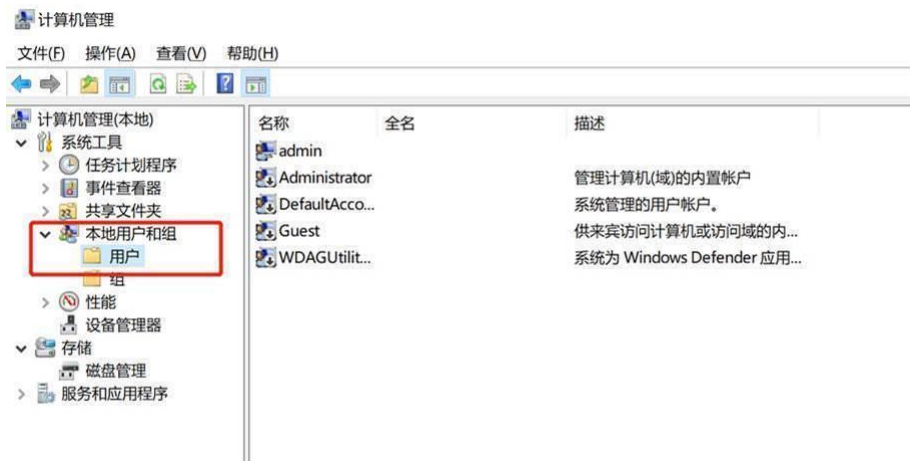 计算机管理
文件(F) 操作(A) 查看(V) 帮助(H)
计算机管理(本地)
系统工具
任务计划程序
事件查看器
共享文件夹
本地用户和组
用户
组
性能
设备管理器
存储
磁盘管理
服务和应用程序
名称 全名 描述
admin
Administrator 管理计算机(域)的内置帐户
DefaultAcco... 系统管理的用户帐户。
Guest 供来宾访问计算机或访问域的内...
WDAGUtilit... 系统为 Windows Defender 应用...